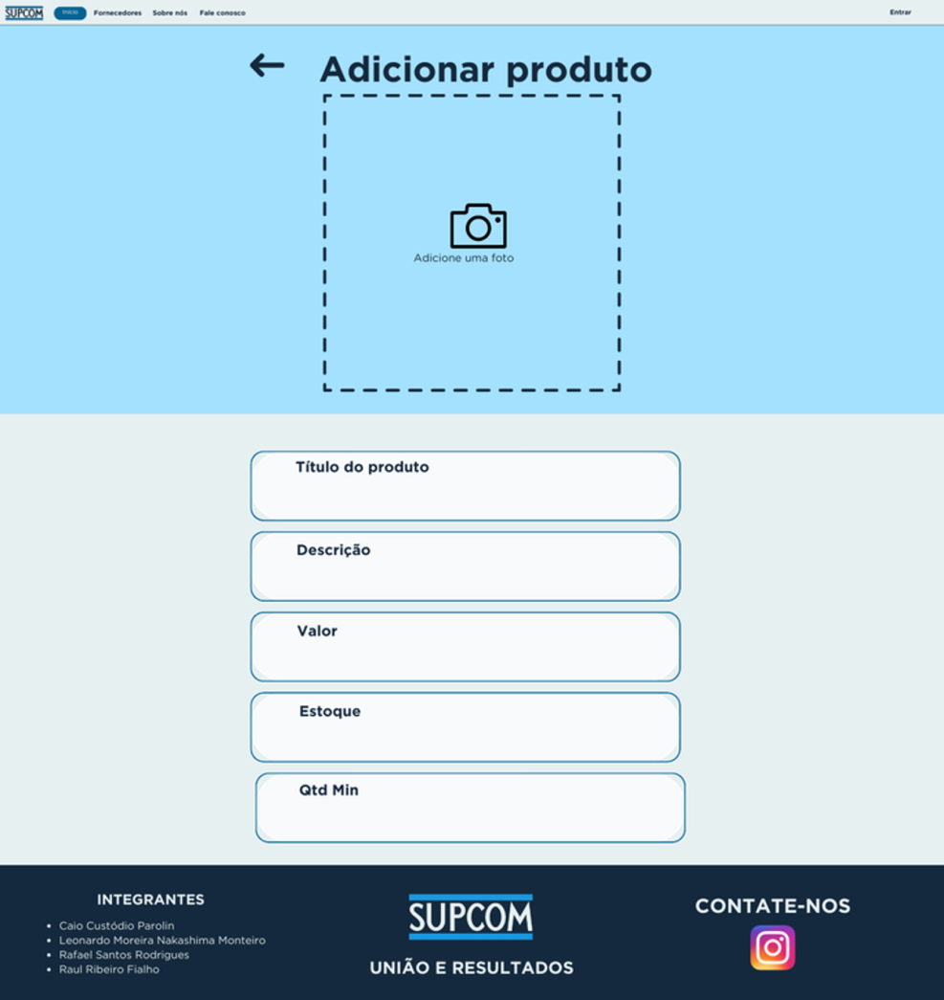 SUPCOM Início Fornecedores Sobre nós Fale conosco Entrar
Adicionar produto
Adicione uma foto
Título do produto
Descrição
Valor
Estoque
Qtd Min
INTEGRANTES
Caio Custódio Parolin
Leonardo Moreira Nakashima Monteiro
Rafael Santos Rodrigues
Raul Ribeiro Fialho
SUPCOM
UNIÃO E RESULTADOS
CONTATE-NOS